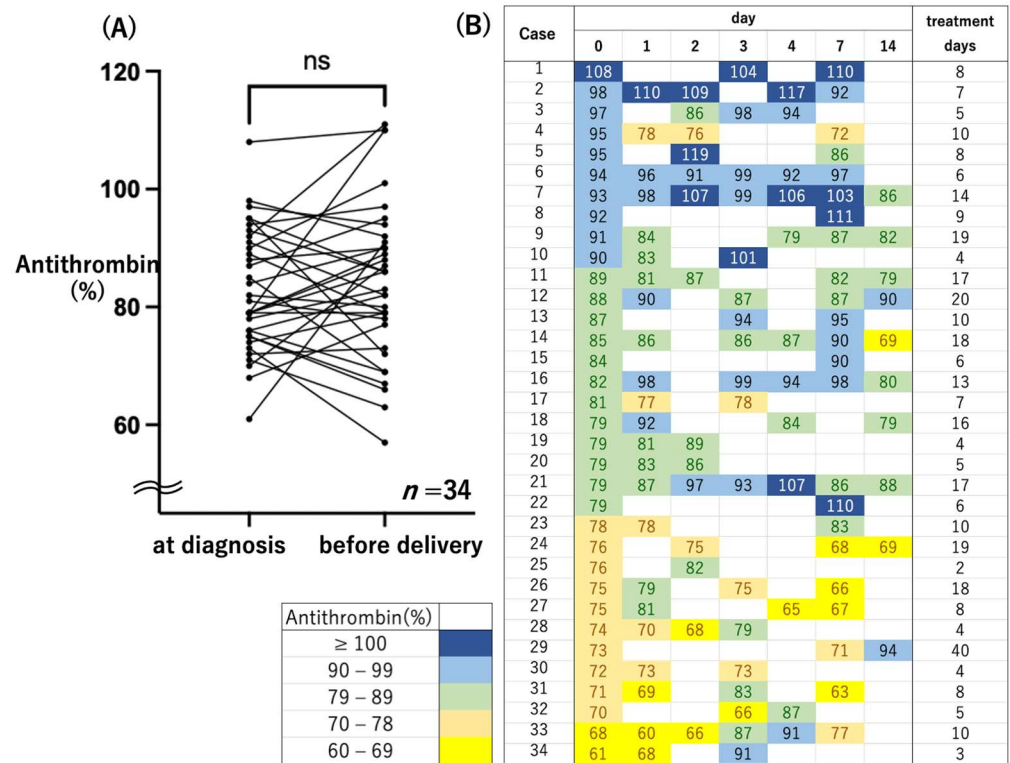 (A)
ns
120
100
Antithrombin
(%)
80
60
n =34
at diagnosis before delivery
Antithrombin(%)
≥ 100
90 – 99
79 – 89
70 – 78
60 – 69
(B)
Case day treatment days
0 1 2 3 4 7 14
1 108 104 110 8
2 98 110 109 117 92 7
3 97 86 98 94 5
4 95 78 76 72 10
5 95 119 86 8
6 94 96 91 99 92 97 6
7 93 98 107 99 106 103 86 14
8 92 111 9
9 91 84 79 87 82 19
10 90 83 101 4
11 89 81 87 82 79 17
12 88 90 87 87 90 20
13 87 94 95 10
14 85 86 86 87 90 69 18
15 84 90 6
16 82 98 99 94 98 80 13
17 81 77 78 7
18 79 92 84 79 16
19 79 81 89 4
20 79 83 86 5
21 79 87 97 93 107 86 88 17
22 79 110 6
23 78 78 83 10
24 76 75 68 69 19
25 76 82 2
26 75 79 75 66 18
27 75 81 65 67 8
28 74 70 68 79 4
29 73 71 94 40
30 72 73 73 4
31 71 69 83 63 8
32 70 66 87 5
33 68 60 66 87 91 77 10
34 61 68 91 3